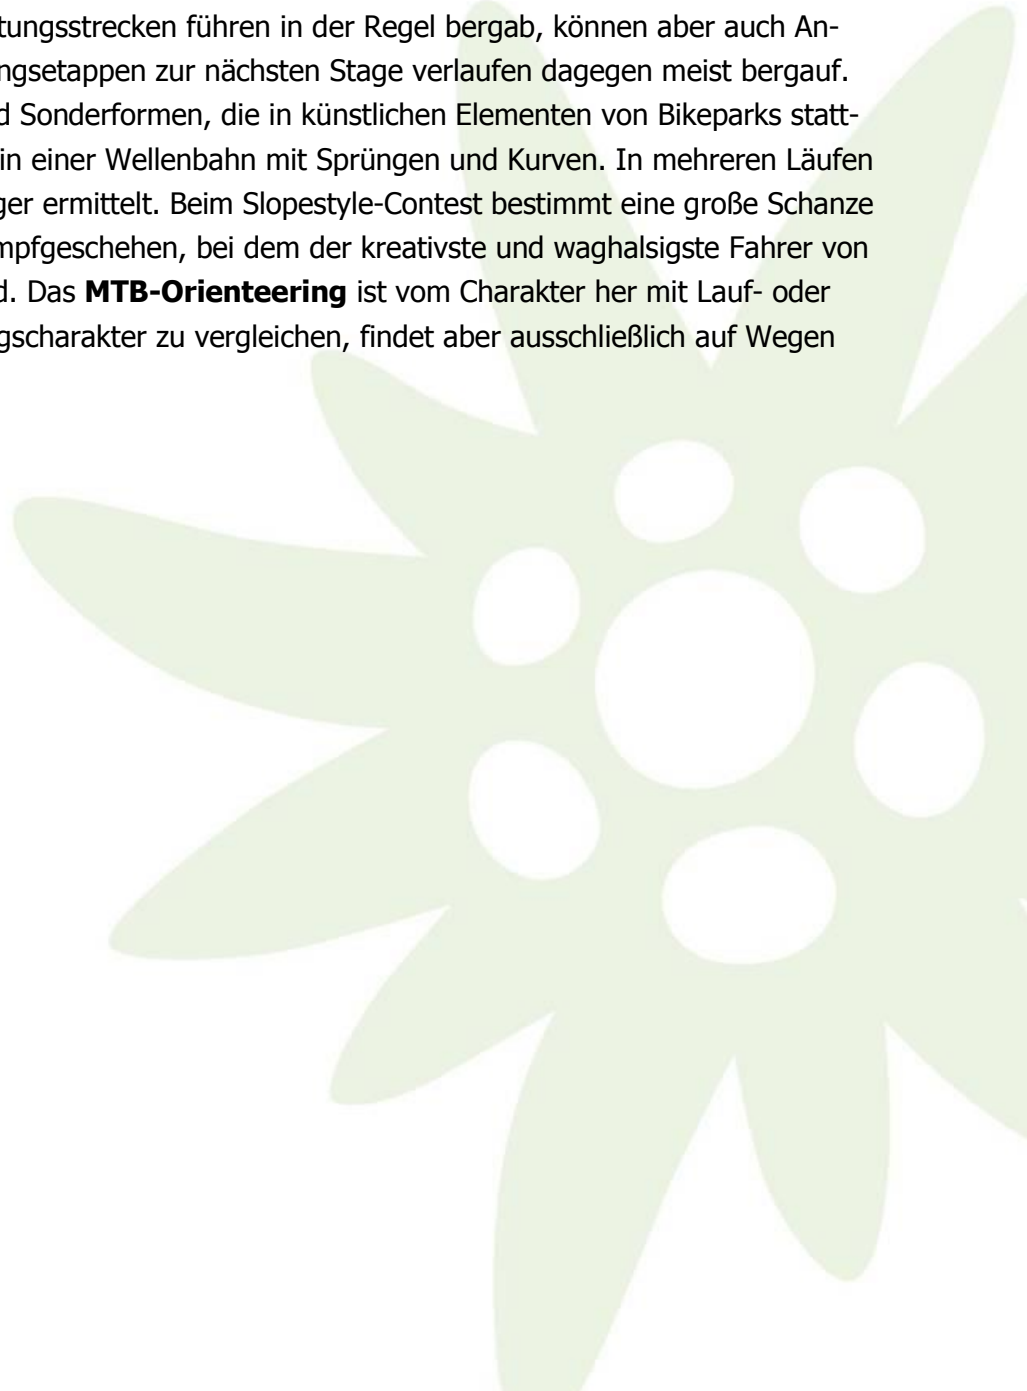 tungsstrecken führen in der Regel bergab, können aber auch An-
ngsetappen zur nächsten Stage verlaufen dagegen meist bergauf.
d Sonderformen, die in künstlichen Elementen von Bikeparks statt-
in einer Wellenbahn mit Sprüngen und Kurven. In mehreren Läufen
ger ermittelt. Beim Slopestyle-Contest bestimmt eine große Schanze
mpfgeschehen, bei dem der kreativste und waghalsigste Fahrer von
d. Das MTB-Orienteering ist vom Charakter her mit Lauf- oder
gscharakter zu vergleichen, findet aber ausschließlich auf Wegen